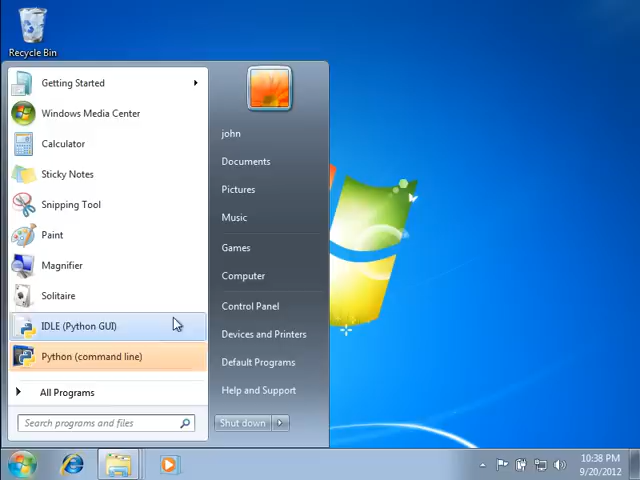 Recycle Bin
Getting Started
Windows Media Center
Calculator
Sticky Notes
Snipping Tool
Paint
Magnifier
Solitaire
IDLE (Python GUI)
Python (command line)
All Programs
Search programs and files
john
Documents
Pictures
Music
Games
Computer
Control Panel
Devices and Printers
Default Programs
Help and Support
Shut down
10:38 PM
9/20/2012